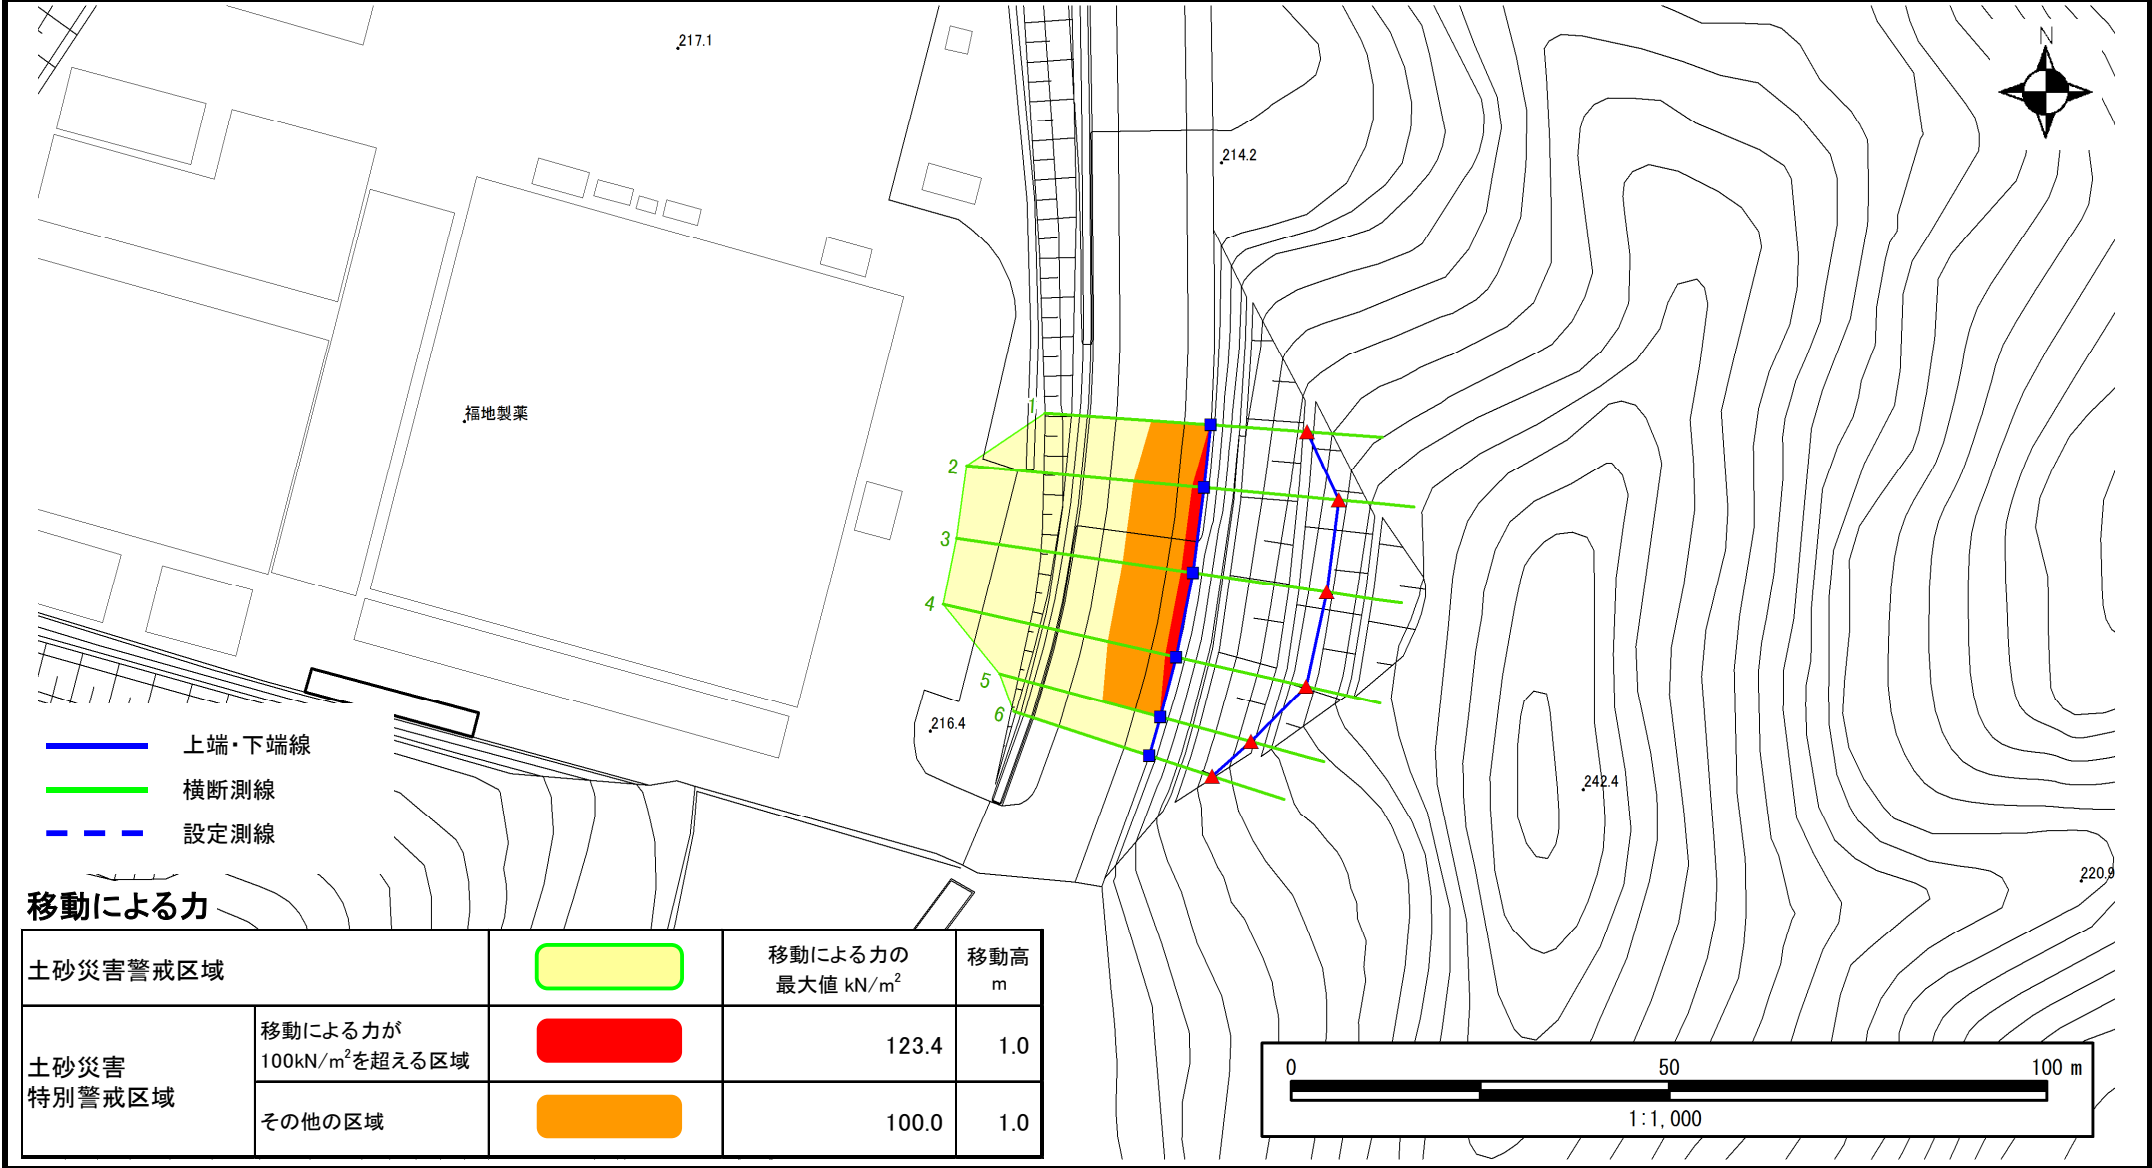 217.1
N
214.2
福地製薬
1
2
3
4
5
6
216.4
242.4
220.9
上端・下端線
横断測線
設定測線
移動による力
土砂災害警戒区域
移動による力の
最大値 kN/m²
移動高
m
土砂災害
特別警戒区域
移動による力が
100kN/m²を超える区域
123.4
1.0
その他の区域
100.0
1.0
0
50
100 m
1:1,000